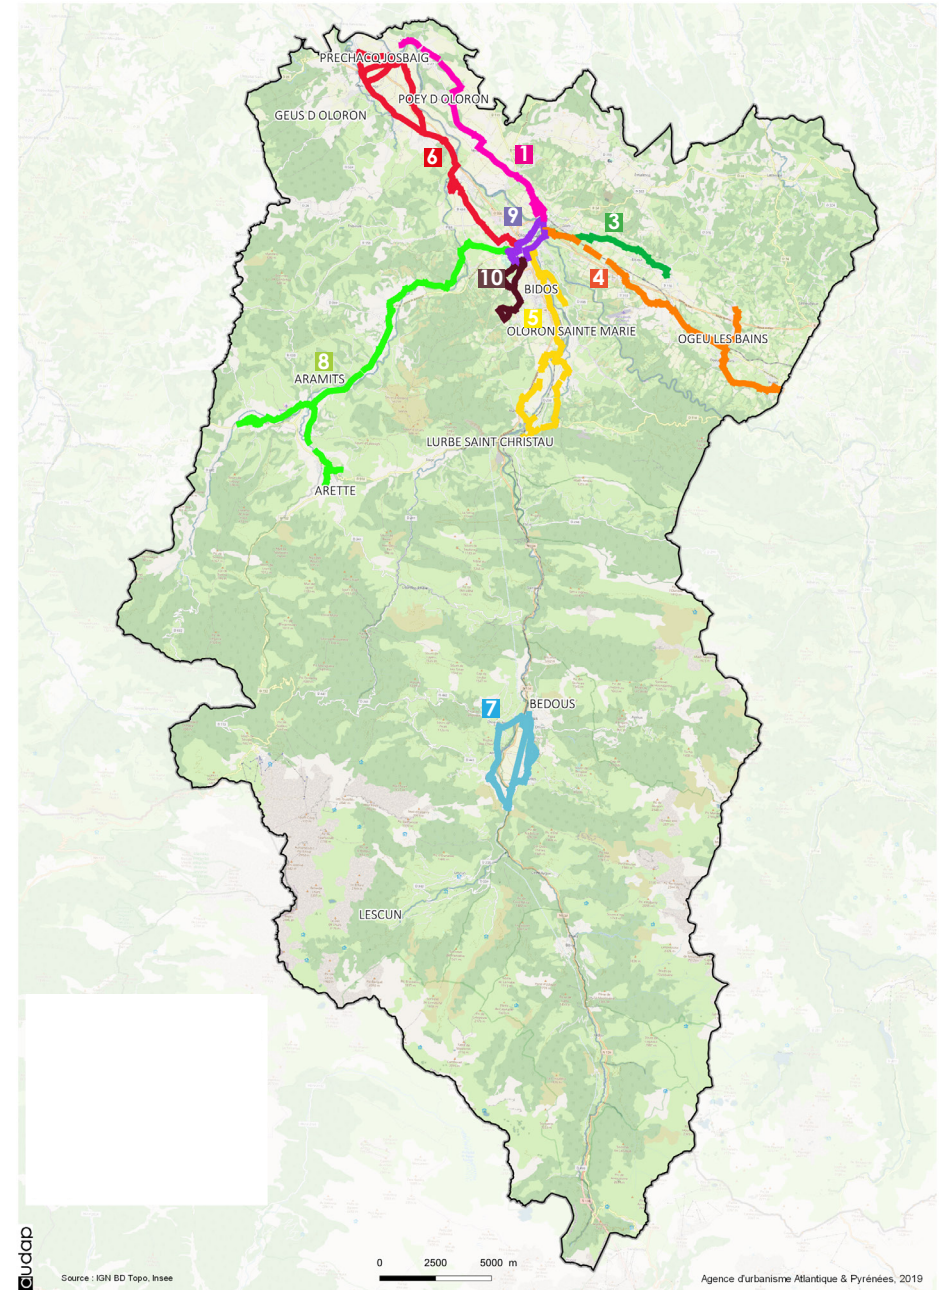 PRECHACQ JOSBAIG
POEY D OLORON
GEUS D OLORON
1
6
9
3
10
4
BIDOS
5
OLORON SAINTE MARIE
OGEU LES BAINS
8
ARAMITS
LURBE SAINT CHRISTAU
ARETTE
7
BEDOUS
LESCUN
audap
0 2500 5000 m
Source : IGN BD Topo, Insee
Agence d'urbanisme Atlantique & Pyrénées, 2019